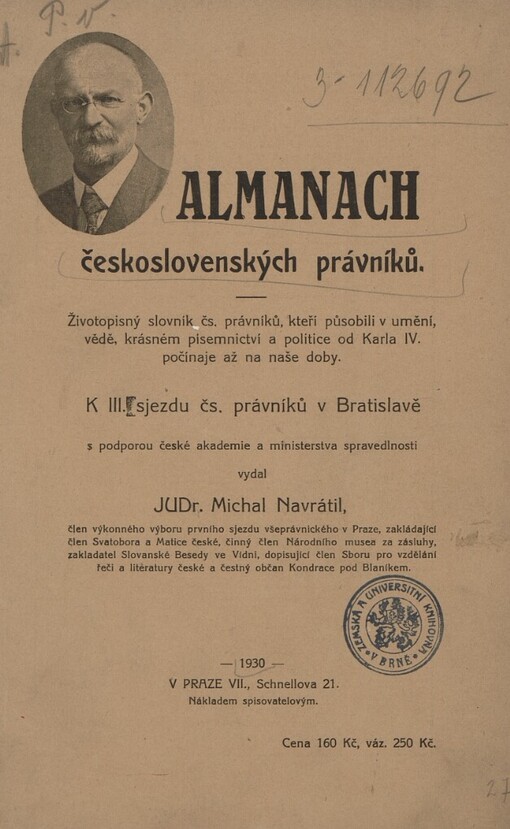 P. V.
A.
3-112692
ALMANACH
československých právníků.
Životopisný slovník čs. právníků, kteří působili v umění,
vědě, krásném písemnictví a politice od Karla IV.
počínaje až na naše doby.
K III. sjezdu čs. právníků v Bratislavě
s podporou české akademie a ministerstva spravedlnosti
vydal
JUDr. Michal Navrátil,
člen výkonného výboru prvního sjezdu všeprávnického v Praze, zakládající
člen Svatobora a Matice české, činný člen Národního musea za zásluhy,
zakladatel Slovanské Besedy ve Vídni, dopisující člen Sboru pro vzdělání
řeči a literatury české a čestný občan Kondrace pod Blaníkem.
ZEMSKÁ A UNIVERSITNÍ KNIHOVNA
V BRNĚ
— 1930 —
V PRAZE VII., Schnellova 21.
Nákladem spisovatelovým.
Cena 160 Kč, váz. 250 Kč.
27